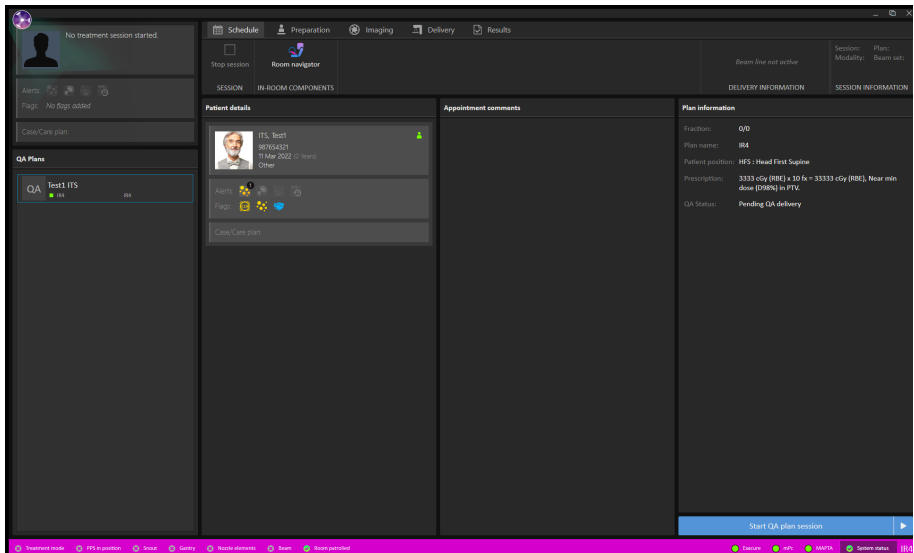 No treatment session started.
Alerts:
Flags: No flags added
Case/Care plan:
QA Plans
QA
Test1 ITS
IR4 IR4
Schedule Preparation Imaging Delivery Results
Stop session Room navigator
SESSION IN-ROOM COMPONENTS
Beam line not active
DELIVERY INFORMATION
Session: Plan:
Modality: Beam set:
SESSION INFORMATION
Patient details
ITS, Test1
987654321
11 Mar 2022 (2 Years)
Other
Alerts: 1
Flags:
Case/Care plan:
Appointment comments
Plan information
Fraction: 0/0
Plan name: IR4
Patient position: HFS : Head First Supine
Prescription: 3333 cGy (RBE) x 10 fx = 33333 cGy (RBE), Near min
dose (D98%) in PTV.
QA Status: Pending QA delivery
Start QA plan session
Treatment mode PPS in position Snout Gantry Nozzle elements Beam Room patrolled
Exacure mPc MAPTA System status IR4